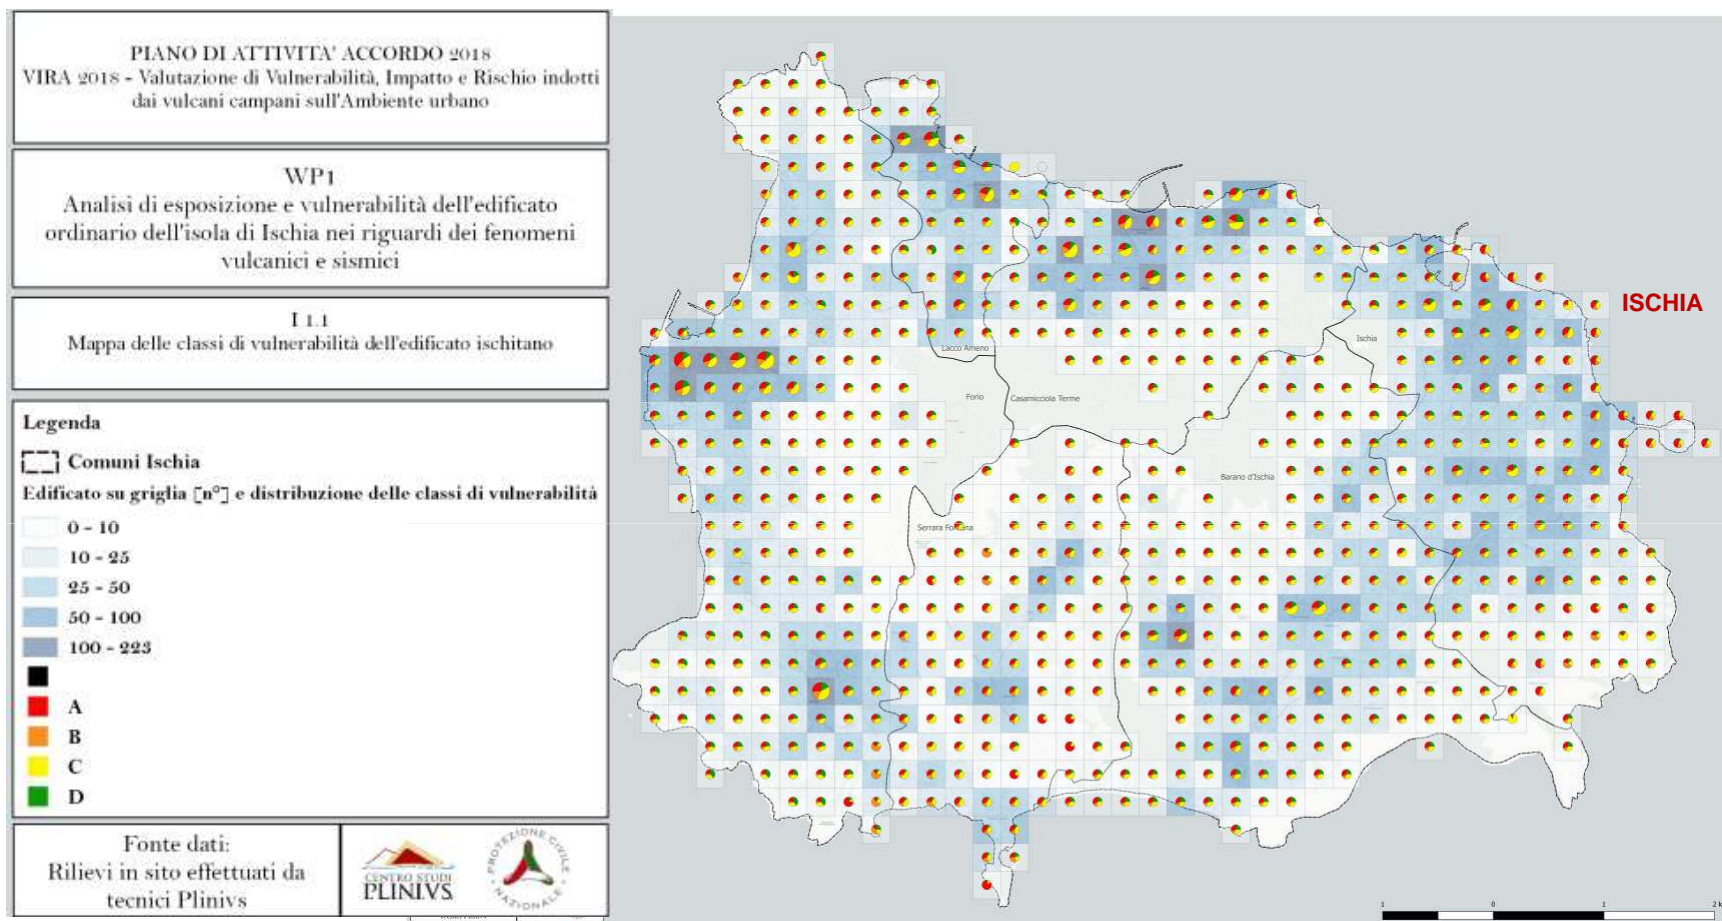 PIANO DI ATTIVITA' ACCORDO 2018
VIRA 2018 - Valutazione di Vulnerabilità, Impatto e Rischio indotti
dai vulcani campani sull'Ambiente urbano
WP1
Analisi di esposizione e vulnerabilità dell'edificato
ordinario dell'isola di Ischia nei riguardi dei fenomeni
vulcanici e sismici
I 1.1
Mappa delle classi di vulnerabilità dell'edificato ischitano
Legenda
Comuni Ischia
Edificato su griglia [n°] e distribuzione delle classi di vulnerabilità
0 - 10
10 - 25
25 - 50
50 - 100
100 - 223
A
B
C
D
Fonte dati:
Rilievi in sito effettuati da
tecnici Plinivs
CENTRO STUDI
PLINIVS
PROTEZIONE CIVILE
NAZIONALE
ISCHIA
Ischia
Lacco Ameno
Forio
Casamicciola Terme
Barano d'Ischia
Serrara Fontana
1 0 1 2 k